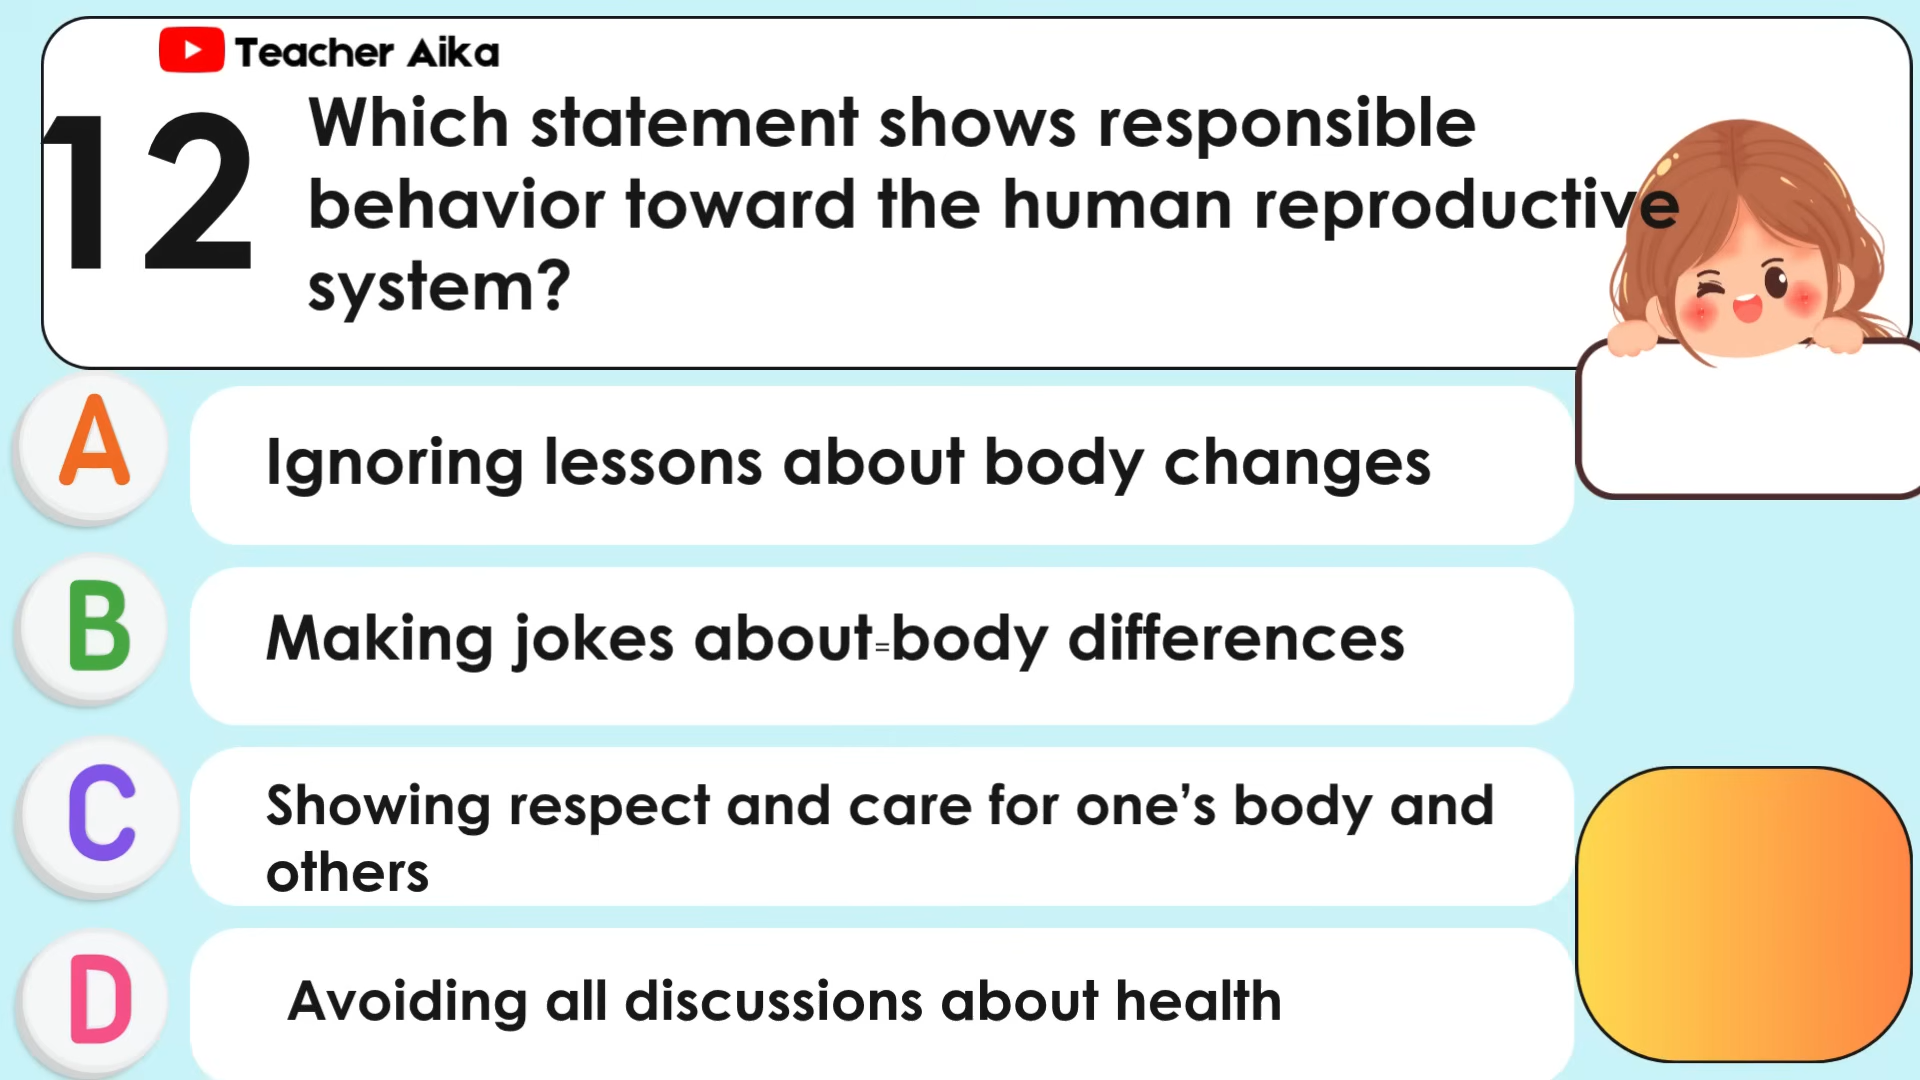 Teacher Aika
12
Which statement shows responsible
behavior toward the human reproductive
system?
A
Ignoring lessons about body changes
B
Making jokes about=body differences
C
Showing respect and care for one’s body and
others
D
Avoiding all discussions about health